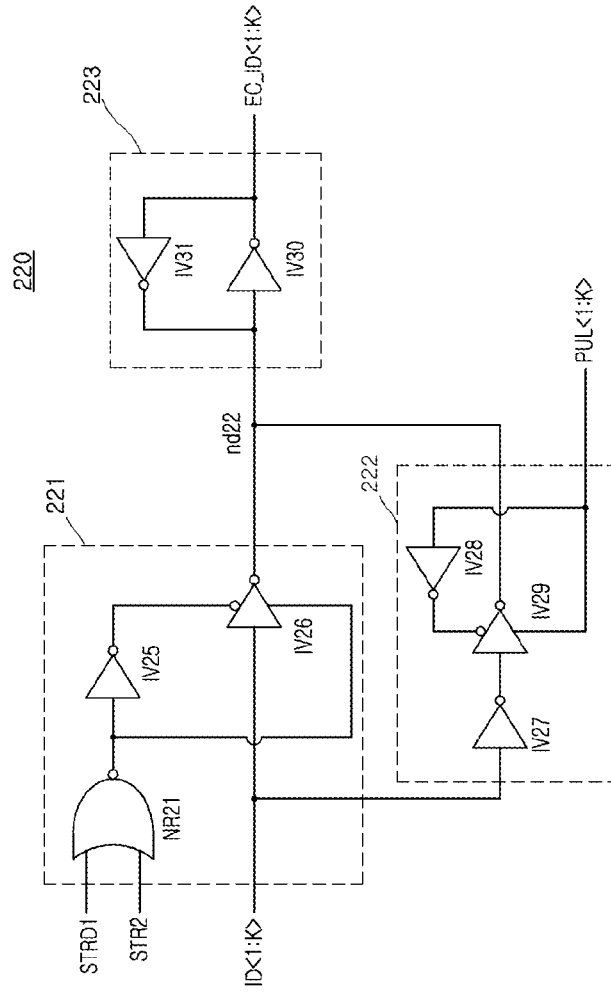 220
221
STRD1
STR2
NR21
IV25
IV26
ID<1:K>
nd22
223
IV31
IV30
EC_ID<1:K>
222
IV27
IV28
IV29
PUL<1:K>